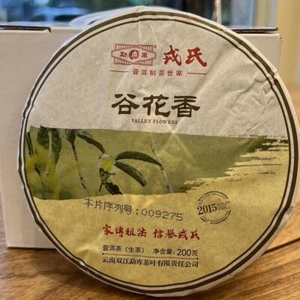 勐庫 戎氏
普洱制茶世家
谷花香
VALLEY FLOWERS
卡片序列号: 009275
2015
家传祖法 信誉戎氏
普洱茶（生茶） 净含量:200克
云南双江勐库茶叶有限责任公司